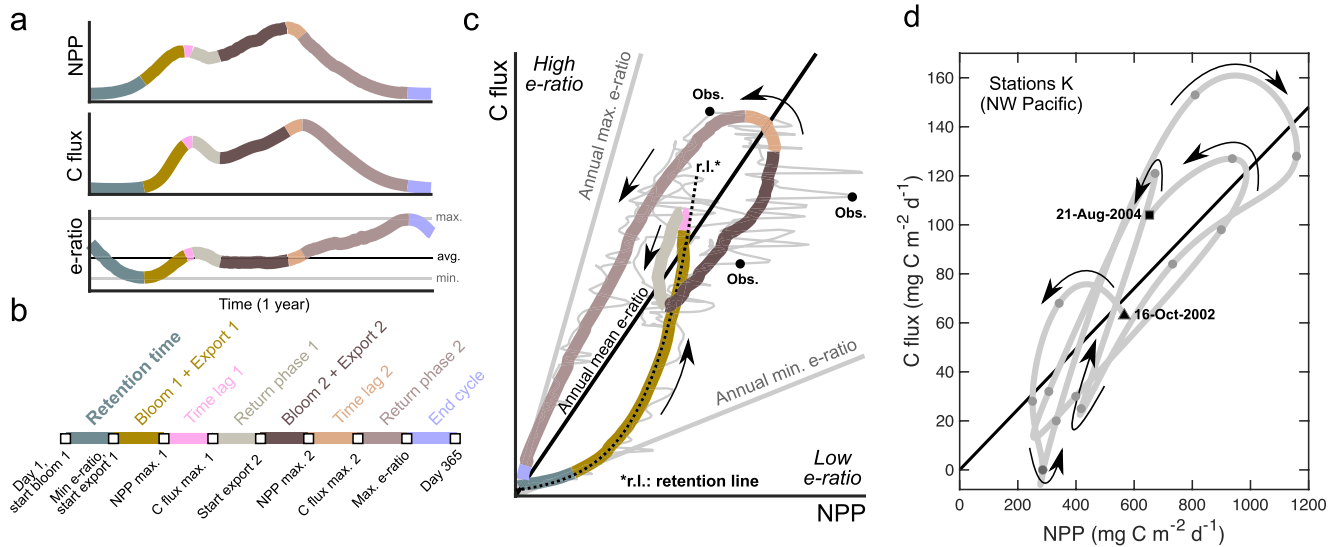 a
NPP
C flux
e-ratio
max.
avg.
min.
Time (1 year)
b
Retention time
Bloom 1 + Export 1
Time lag 1
Return phase 1
Bloom 2 + Export 2
Time lag 2
Return phase 2
End cycle
Day 1,
start bloom 1
Min e-ratio,
start export 1
NPP max. 1
C flux max. 1
Start export 2
NPP max. 2
C flux max. 2
Max. e-ratio
Day 365
c
C flux
High
e-ratio
Annual max. e-ratio
Obs.
r.l.*
Obs.
Obs.
Annual mean e-ratio
Annual min. e-ratio
Low
e-ratio
*r.l.: retention line
NPP
d
C flux (mg C m⁻² d⁻¹)
160
140
120
100
80
60
40
20
0
Stations K
(NW Pacific)
21-Aug-2004
16-Oct-2002
0 200 400 600 800 1000 1200
NPP (mg C m⁻² d⁻¹)